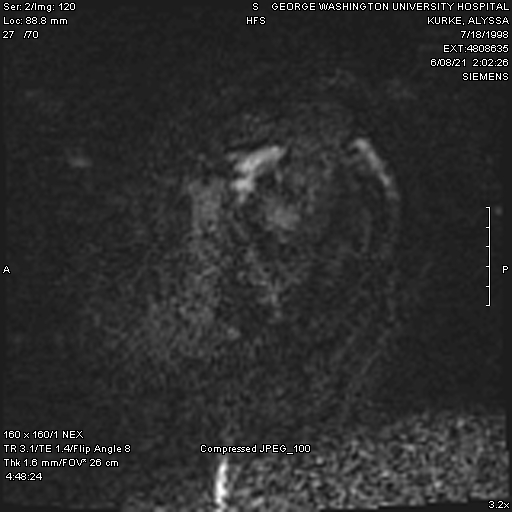 Ser: 2/Img: 120
Loc: 88.8 mm
27 /70
S
HFS
GEORGE WASHINGTON UNIVERSITY HOSPITAL
KURKE, ALYSSA
7/18/1998
EXT:4808635
6/08/21 2:02:26
SIEMENS
A
P
160 x 160/1 NEX
TR 3.1/TE 1.4/Flip Angle 8
Thk 1.6 mm/FOV* 26 cm
4:48:24
Compressed JPEG_100
3.2x